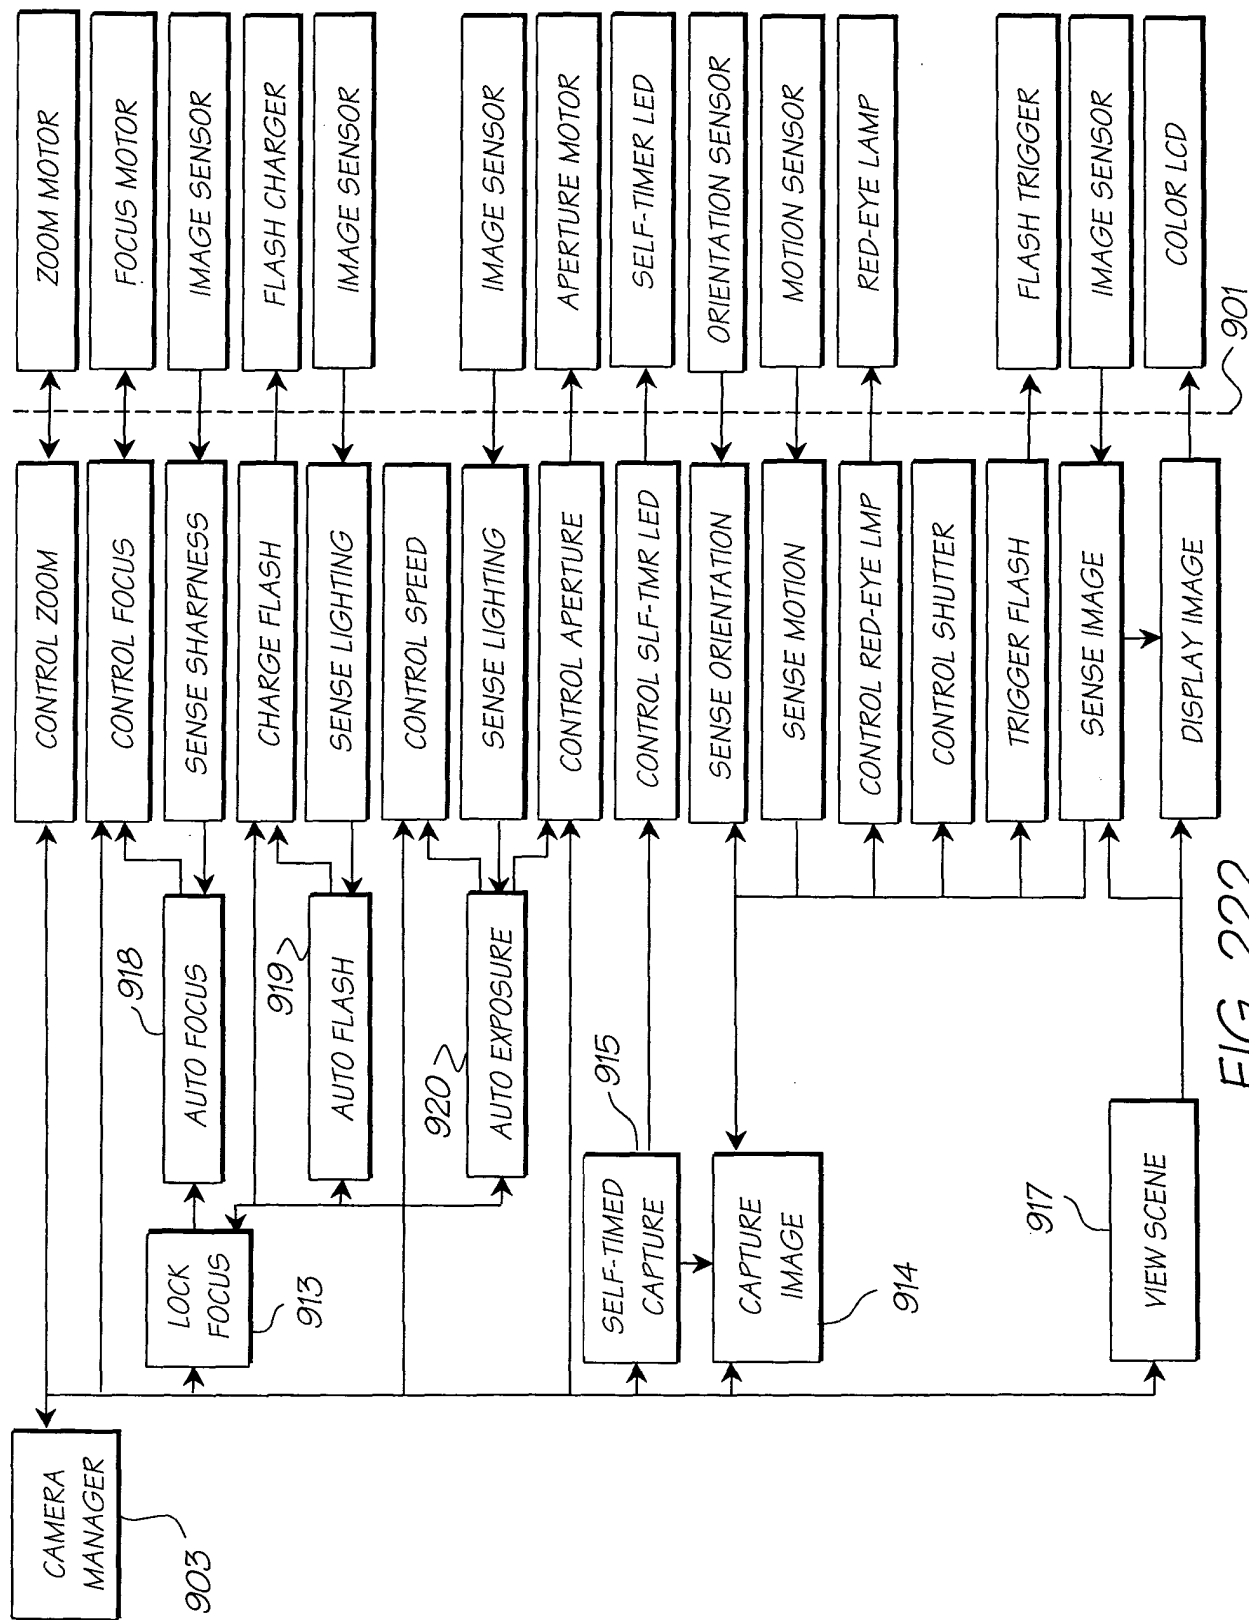 CAMERA
MANAGER
903
LOCK
FOCUS
913
SELF-TIMED
CAPTURE
915
CAPTURE
IMAGE
914
VIEW SCENE
917
AUTO FOCUS
918
AUTO FLASH
919
AUTO EXPOSURE
920
CONTROL ZOOM
CONTROL FOCUS
SENSE SHARPNESS
CHARGE FLASH
SENSE LIGHTING
CONTROL SPEED
SENSE LIGHTING
CONTROL APERTURE
CONTROL SLF-TMR LED
SENSE ORIENTATION
SENSE MOTION
CONTROL RED-EYE LMP
CONTROL SHUTTER
TRIGGER FLASH
SENSE IMAGE
DISPLAY IMAGE
ZOOM MOTOR
FOCUS MOTOR
IMAGE SENSOR
FLASH CHARGER
IMAGE SENSOR
IMAGE SENSOR
APERTURE MOTOR
SELF-TIMER LED
ORIENTATION SENSOR
MOTION SENSOR
RED-EYE LAMP
FLASH TRIGGER
IMAGE SENSOR
COLOR LCD
901
FIG. 222